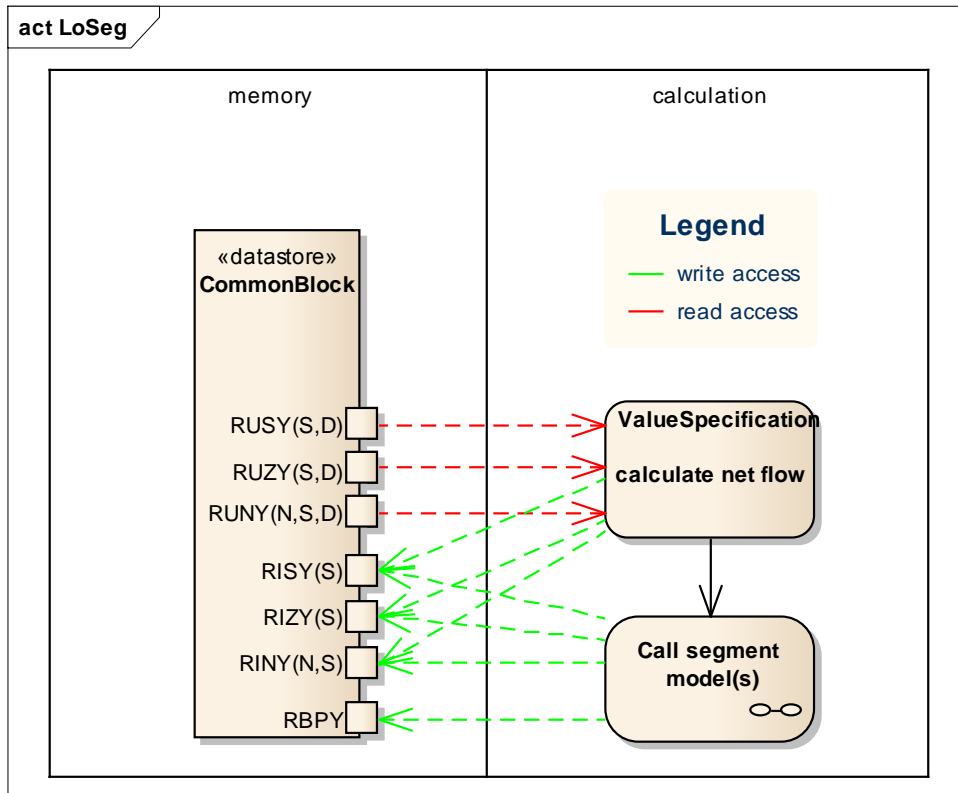 act LoSeg
memory
calculation
Legend
write access
read access
«datastore»
CommonBlock
RUSY(S,D)
RUZY(S,D)
RUNY(N,S,D)
RISY(S)
RIZY(S)
RINY(N,S)
RBPY
ValueSpecification
calculate net flow
Call segment
model(s)